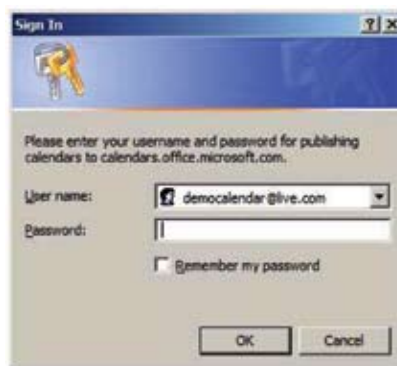 Sign In
Please enter your username and password for publishing
calendars to calendars.office.microsoft.com.
User name:
democalendar@live.com
Password:
Remember my password
OK
Cancel